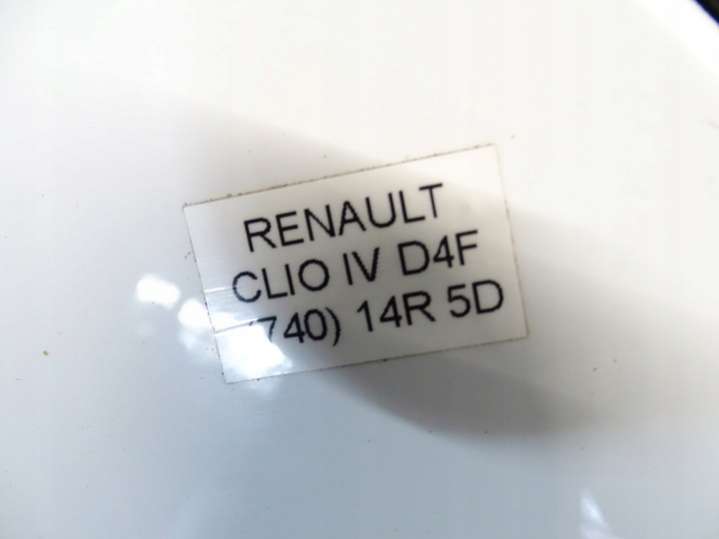 RENAULT
CLIO IV D4F
(740) 14R 5D